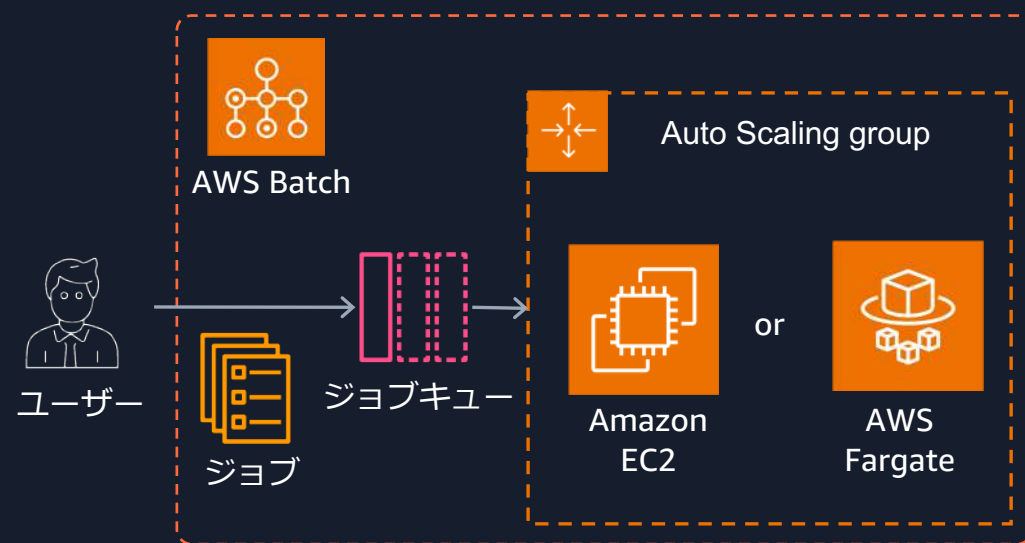 AWS Batch
Auto Scaling group
ユーザー
ジョブ
ジョブキュー
Amazon
EC2
or
AWS
Fargate